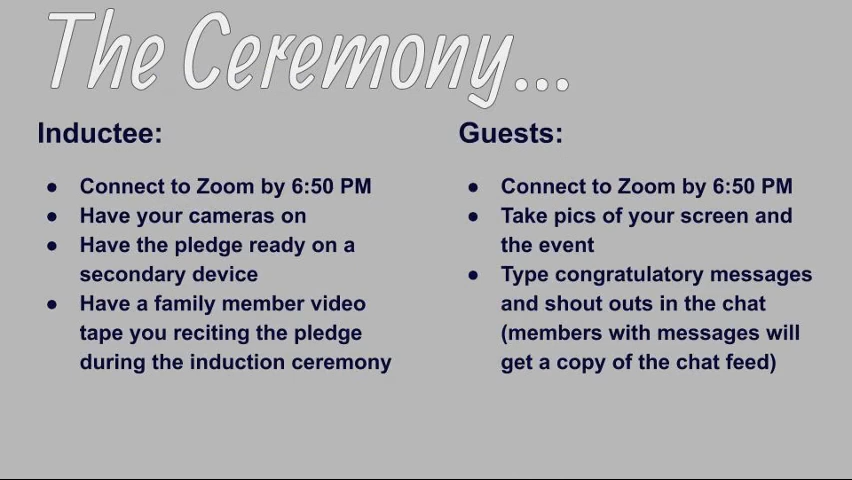 The Ceremony...
Inductee:
● Connect to Zoom by 6:50 PM
● Have your cameras on
● Have the pledge ready on a
secondary device
● Have a family member video
tape you reciting the pledge
during the induction ceremony
Guests:
● Connect to Zoom by 6:50 PM
● Take pics of your screen and
the event
● Type congratulatory messages
and shout outs in the chat
(members with messages will
get a copy of the chat feed)